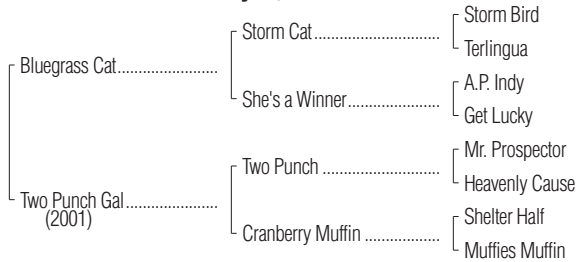 Storm Bird
Storm Cat
Terlingua
Bluegrass Cat
A.P. Indy
She's a Winner
Get Lucky
Mr. Prospector
Two Punch
Heavenly Cause
Two Punch Gal
(2001)
Shelter Half
Cranberry Muffin
Muffies Muffin